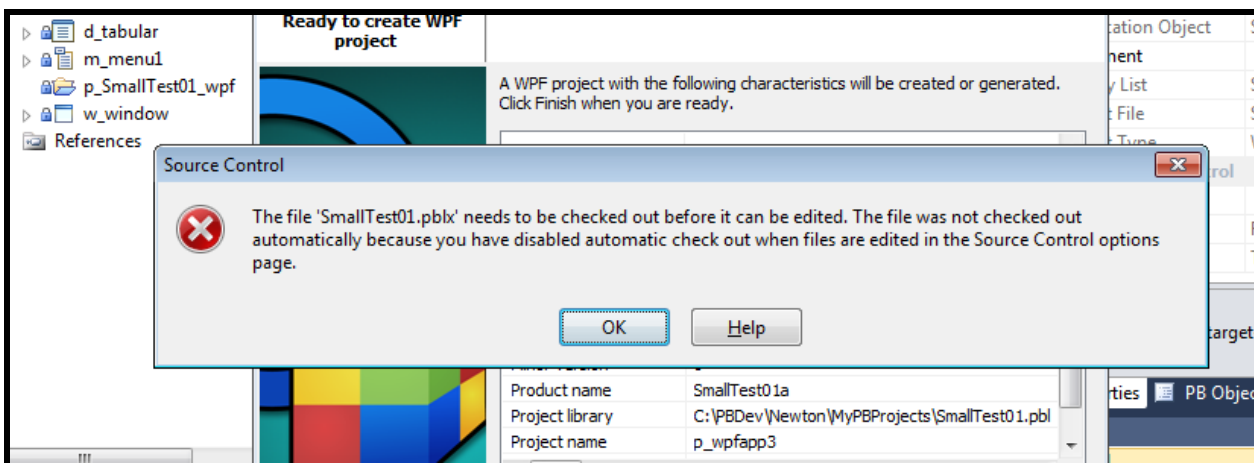 d_tabular
m_menu1
p_SmallTest01_wpf
w_window
References
Ready to create WPF
project
A WPF project with the following characteristics will be created or generated.
Click Finish when you are ready.
Source Control
The file 'SmallTest01.pblx' needs to be checked out before it can be edited. The file was not checked out
automatically because you have disabled automatic check out when files are edited in the Source Control options
page.
OK
Help
Product name SmallTest01a
Project library C:\PBDev\Newton\MyPBProjects\SmallTest01.pbl
Project name p_wpfapp3
ation Object
nent
y List
t File
t Type
rol
target
rties PB Objec